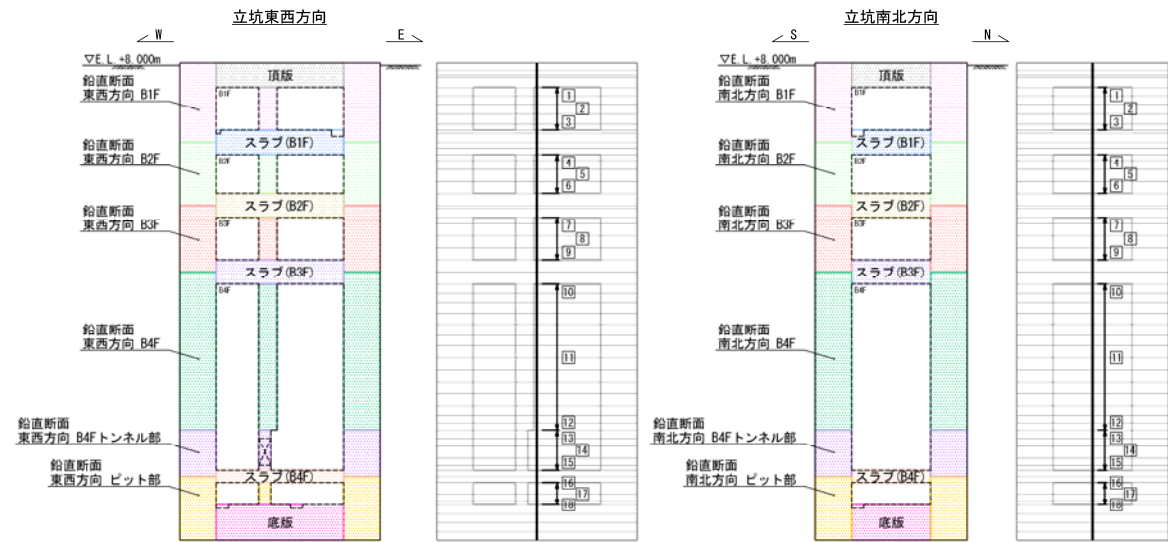 立坑東西方向
W
E
▽E.L.+8.000m
頂版
鉛直断面
東西方向 B1F
B1F
スラブ(B1F)
鉛直断面
東西方向 B2F
B2F
スラブ(B2F)
鉛直断面
東西方向 B3F
B3F
スラブ(B3F)
B4F
鉛直断面
東西方向 B4F
鉛直断面
東西方向 B4Fトンネル部
スラブ(B4F)
鉛直断面
東西方向 ピット部
底版
1
2
3
4
5
6
7
8
9
10
11
12
13
14
15
16
17
18
立坑南北方向
S
N
▽E.L.+8.000m
頂版
鉛直断面
南北方向 B1F
B1F
スラブ(B1F)
鉛直断面
南北方向 B2F
B2F
スラブ(B2F)
鉛直断面
南北方向 B3F
B3F
スラブ(B3F)
B4F
鉛直断面
南北方向 B4F
鉛直断面
南北方向 B4Fトンネル部
スラブ(B4F)
鉛直断面
南北方向 ピット部
底版
1
2
3
4
5
6
7
8
9
10
11
12
13
14
15
16
17
18